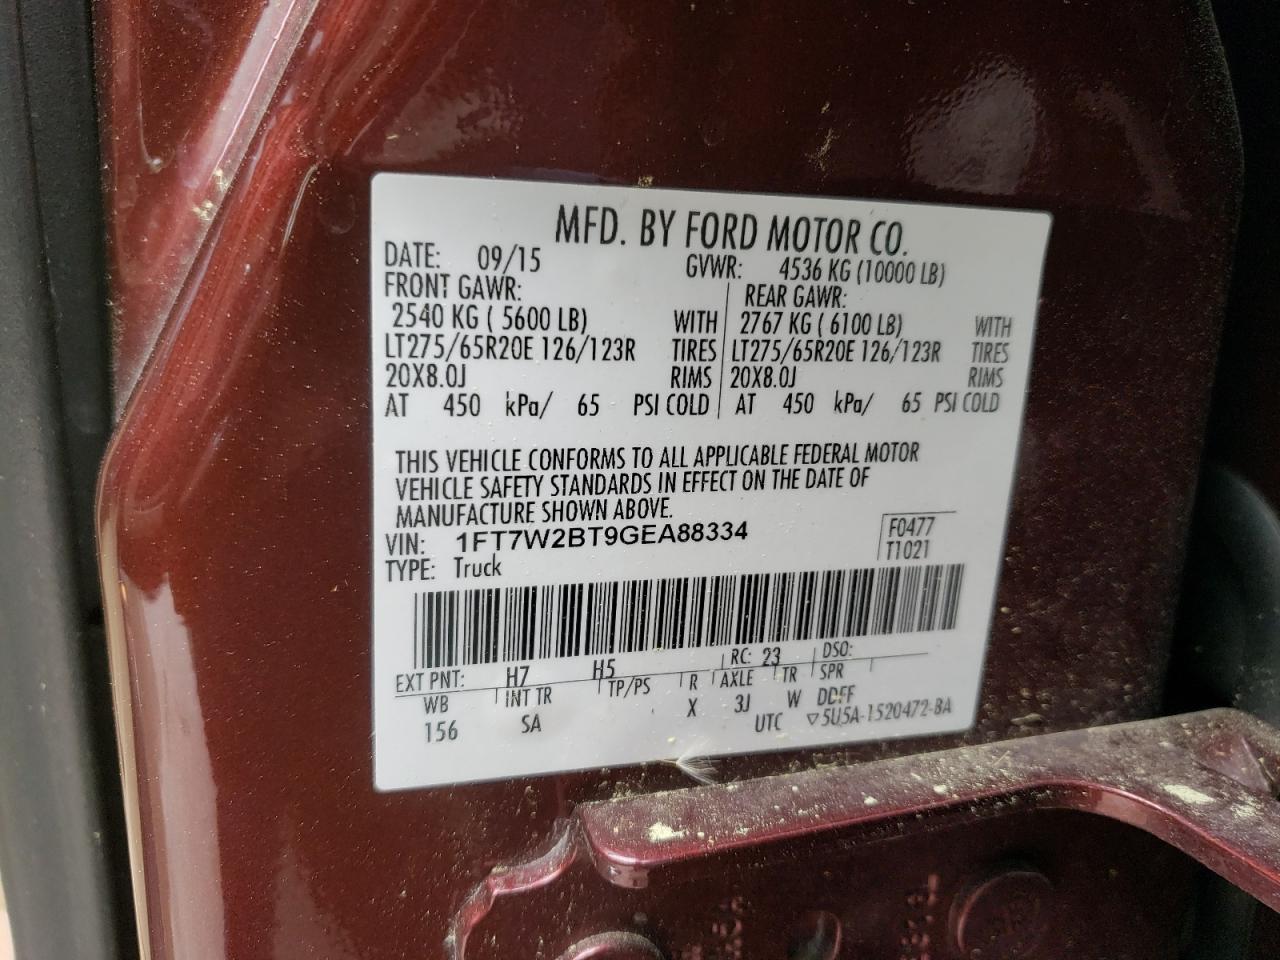 MFD. BY FORD MOTOR CO.
DATE: 09/15 GVWR: 4536 KG (10000 LB)
FRONT GAWR: REAR GAWR:
2540 KG ( 5600 LB) WITH 2767 KG ( 6100 LB) WITH
LT275/65R20E 126/123R TIRES LT275/65R20E 126/123R TIRES
20X8.0J RIMS 20X8.0J RIMS
AT 450 kPa/ 65 PSI COLD AT 450 kPa/ 65 PSI COLD
THIS VEHICLE CONFORMS TO ALL APPLICABLE FEDERAL MOTOR
VEHICLE SAFETY STANDARDS IN EFFECT ON THE DATE OF
MANUFACTURE SHOWN ABOVE.
VIN: 1FT7W2BT9GEA88334 F0477
TYPE: Truck T1021
EXT PNT: H7 H5 RC: 23 DSO:
WB INT TR TP/PS R AXLE TR SPR
156 SA X 3J W DDFF
UTC ▽5U5A-1520472-BA